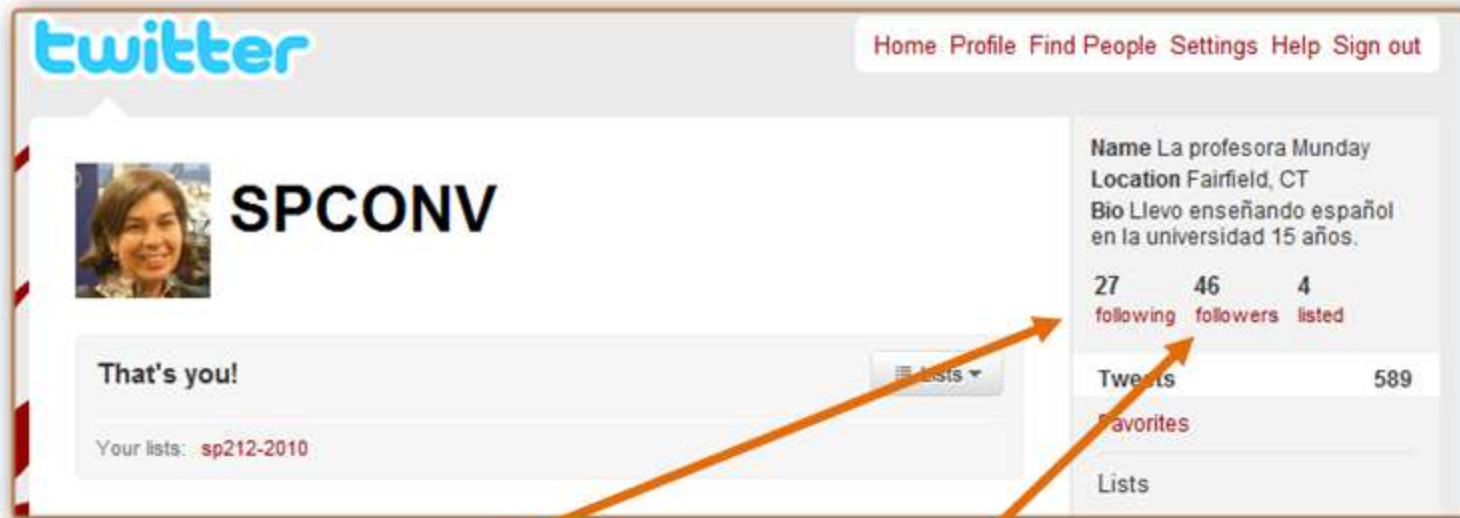 twitter
Home Profile Find People Settings Help Sign out
SPCONV
That's you!
Lists
Your lists: sp212-2010
Name La profesora Munday
Location Fairfield, CT
Bio Llevo enseñando español
en la universidad 15 años.
27 46 4
following followers listed
Tweets 589
Favorites
Lists